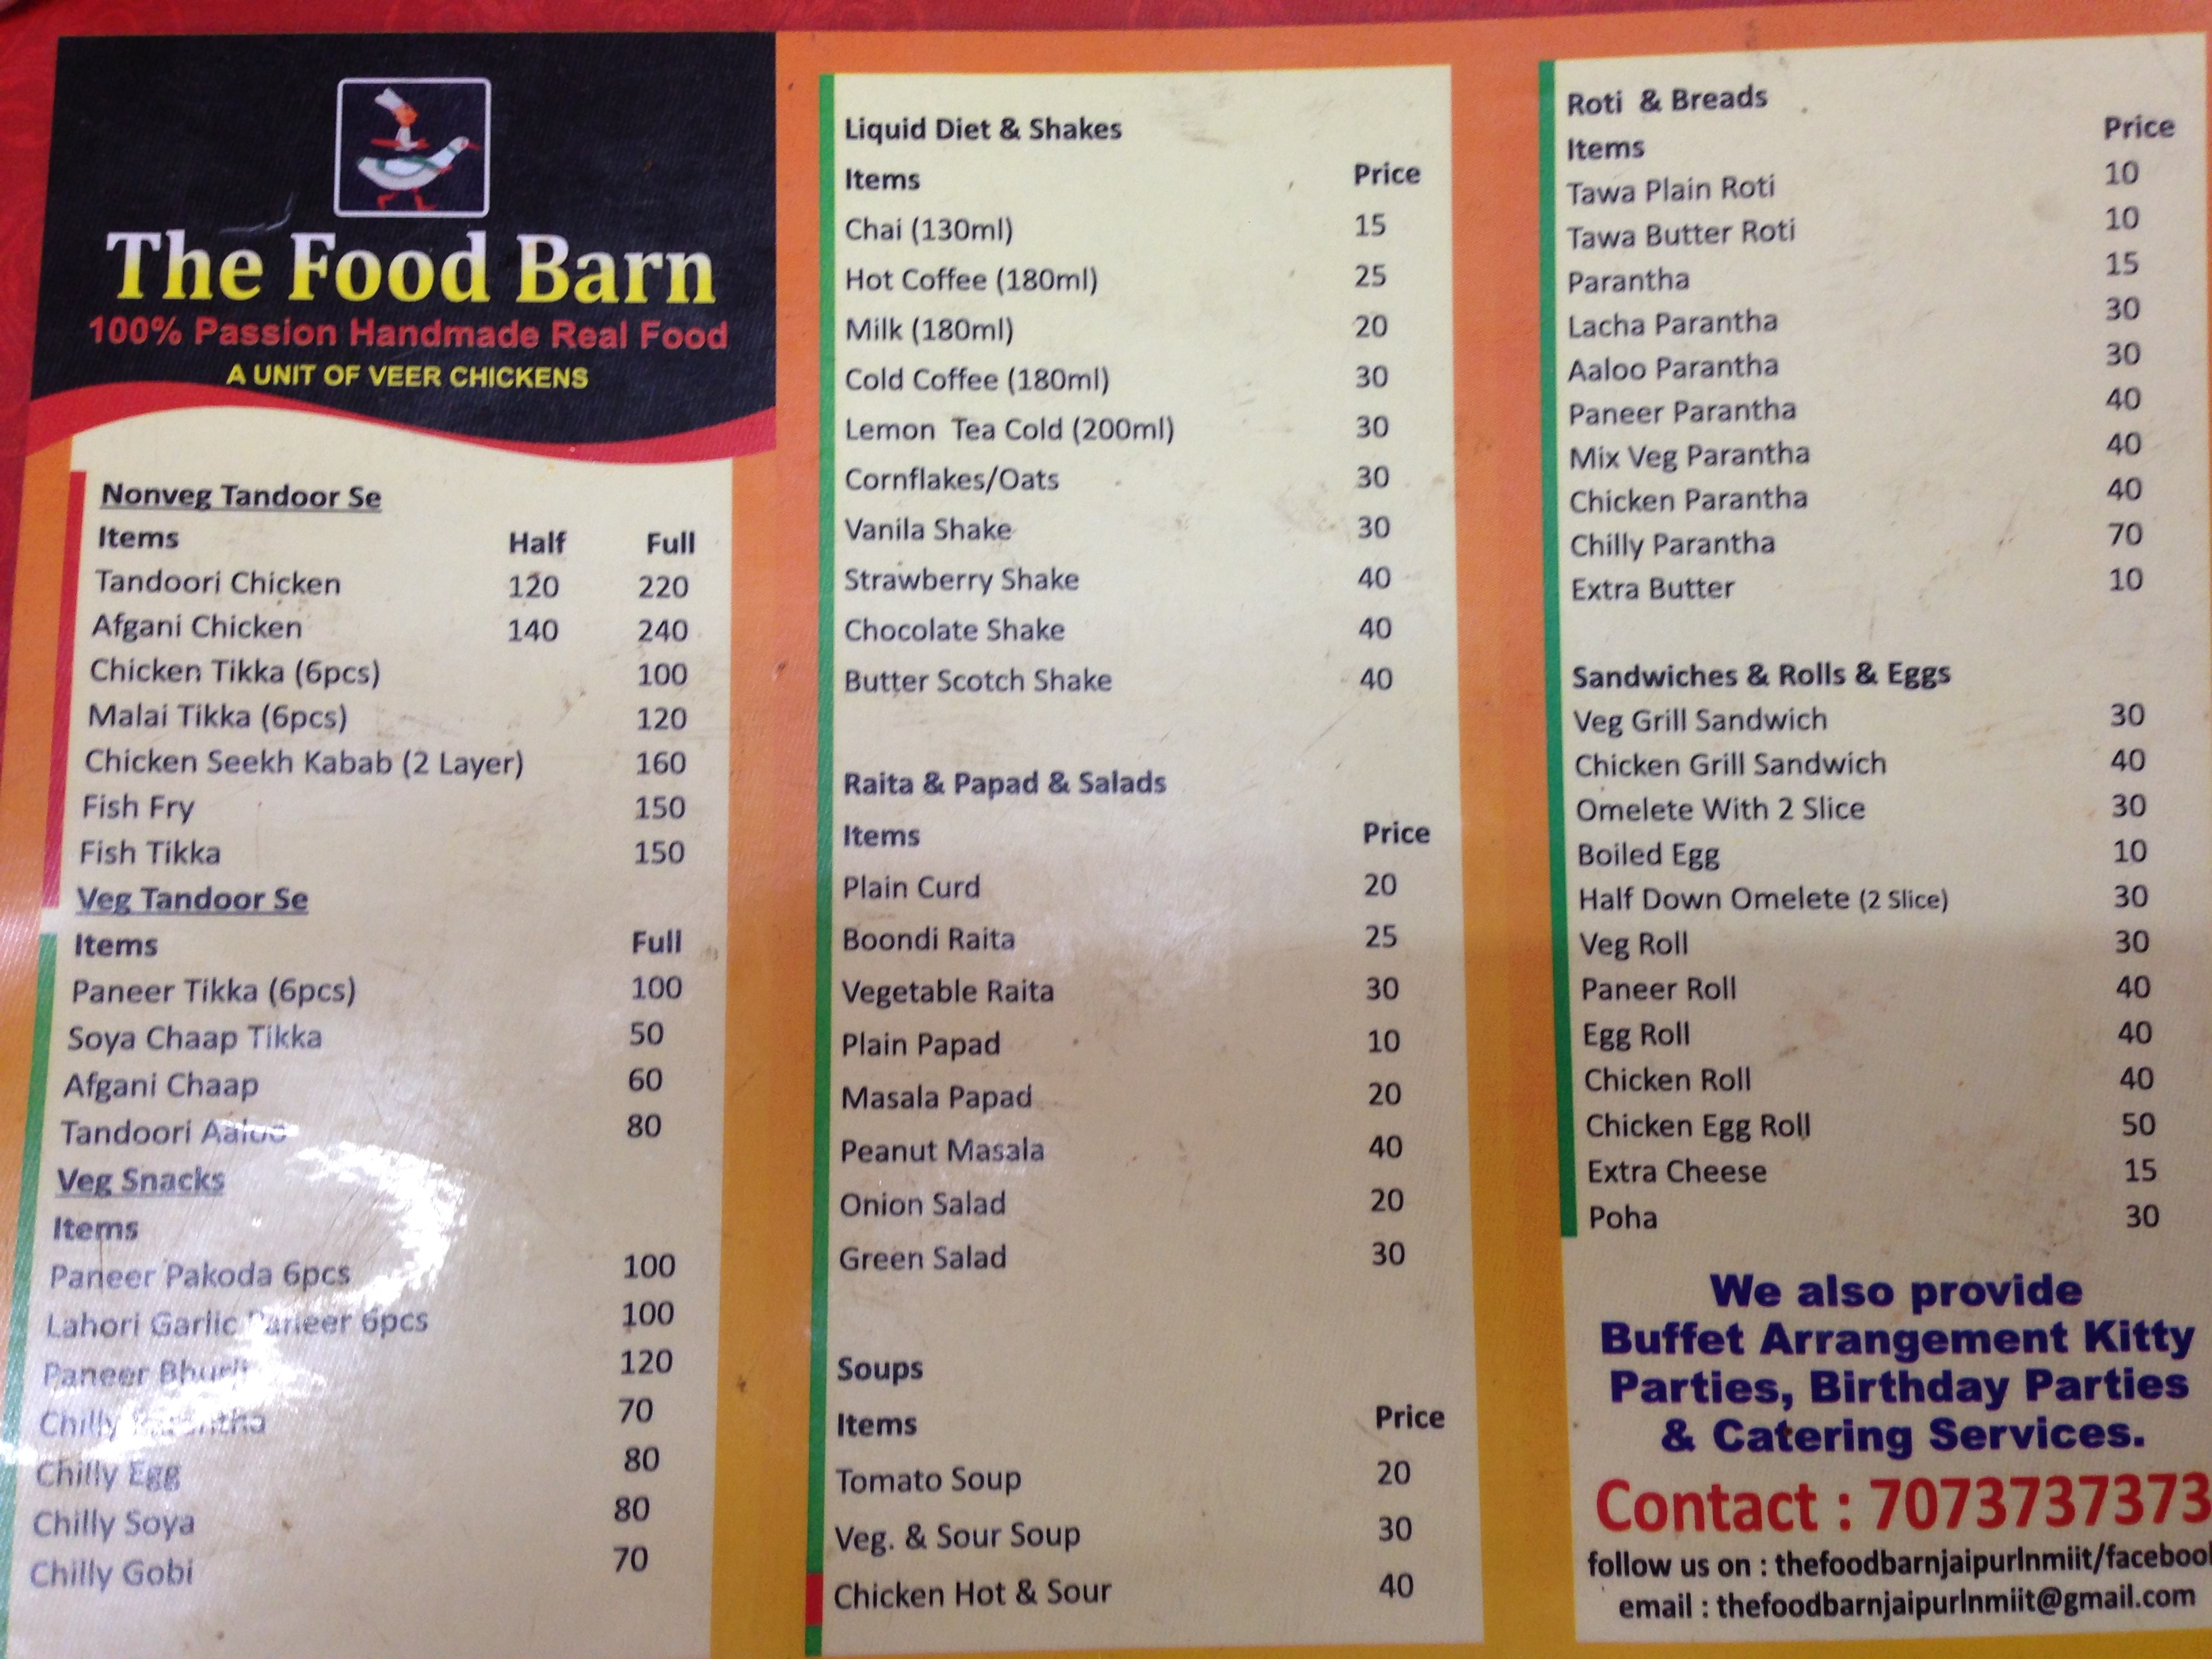 The Food Barn
100% Passion Handmade Real Food
A UNIT OF VEER CHICKENS
Nonveg Tandoor Se
Items Half Full
Tandoori Chicken 120 220
Afgani Chicken 140 240
Chicken Tikka (6pcs) 100
Malai Tikka (6pcs) 120
Chicken Seekh Kabab (2 Layer) 160
Fish Fry 150
Fish Tikka 150
Veg Tandoor Se
Items Full
Paneer Tikka (6pcs) 100
Soya Chaap Tikka 50
Afgani Chaap 60
Tandoori Aaloo 80
Veg Snacks
Items
Paneer Pakoda 6pcs 100
Lahori Garlic Paneer 6pcs 100
Paneer Bhurji 120
Chilly 70
Chilly Egg 80
Chilly Soya 80
Chilly Gobi 70
Liquid Diet & Shakes
Items Price
Chai (130ml) 15
Hot Coffee (180ml) 25
Milk (180ml) 20
Cold Coffee (180ml) 30
Lemon Tea Cold (200ml) 30
Cornflakes/Oats 30
Vanila Shake 30
Strawberry Shake 40
Chocolate Shake 40
Butter Scotch Shake 40
Raita & Papad & Salads
Items Price
Plain Curd 20
Boondi Raita 25
Vegetable Raita 30
Plain Papad 10
Masala Papad 20
Peanut Masala 40
Onion Salad 20
Green Salad 30
Soups
Items Price
Tomato Soup 20
Veg. & Sour Soup 30
Chicken Hot & Sour 40
Roti & Breads
Items Price
Tawa Plain Roti 10
Tawa Butter Roti 10
Parantha 15
Lacha Parantha 30
Aaloo Parantha 30
Paneer Parantha 40
Mix Veg Parantha 40
Chicken Parantha 40
Chilly Parantha 70
Extra Butter 10
Sandwiches & Rolls & Eggs
Veg Grill Sandwich 30
Chicken Grill Sandwich 40
Omelete With 2 Slice 30
Boiled Egg 10
Half Down Omelete (2 Slice) 30
Veg Roll 30
Paneer Roll 40
Egg Roll 40
Chicken Roll 40
Chicken Egg Roll 50
Extra Cheese 15
Poha 30
We also provide
Buffet Arrangement Kitty
Parties, Birthday Parties
& Catering Services.
Contact : 7073737373
follow us on : thefoodbarnjaipurlnmiit/facebook
email : thefoodbarnjaipurlnmiit@gmail.com